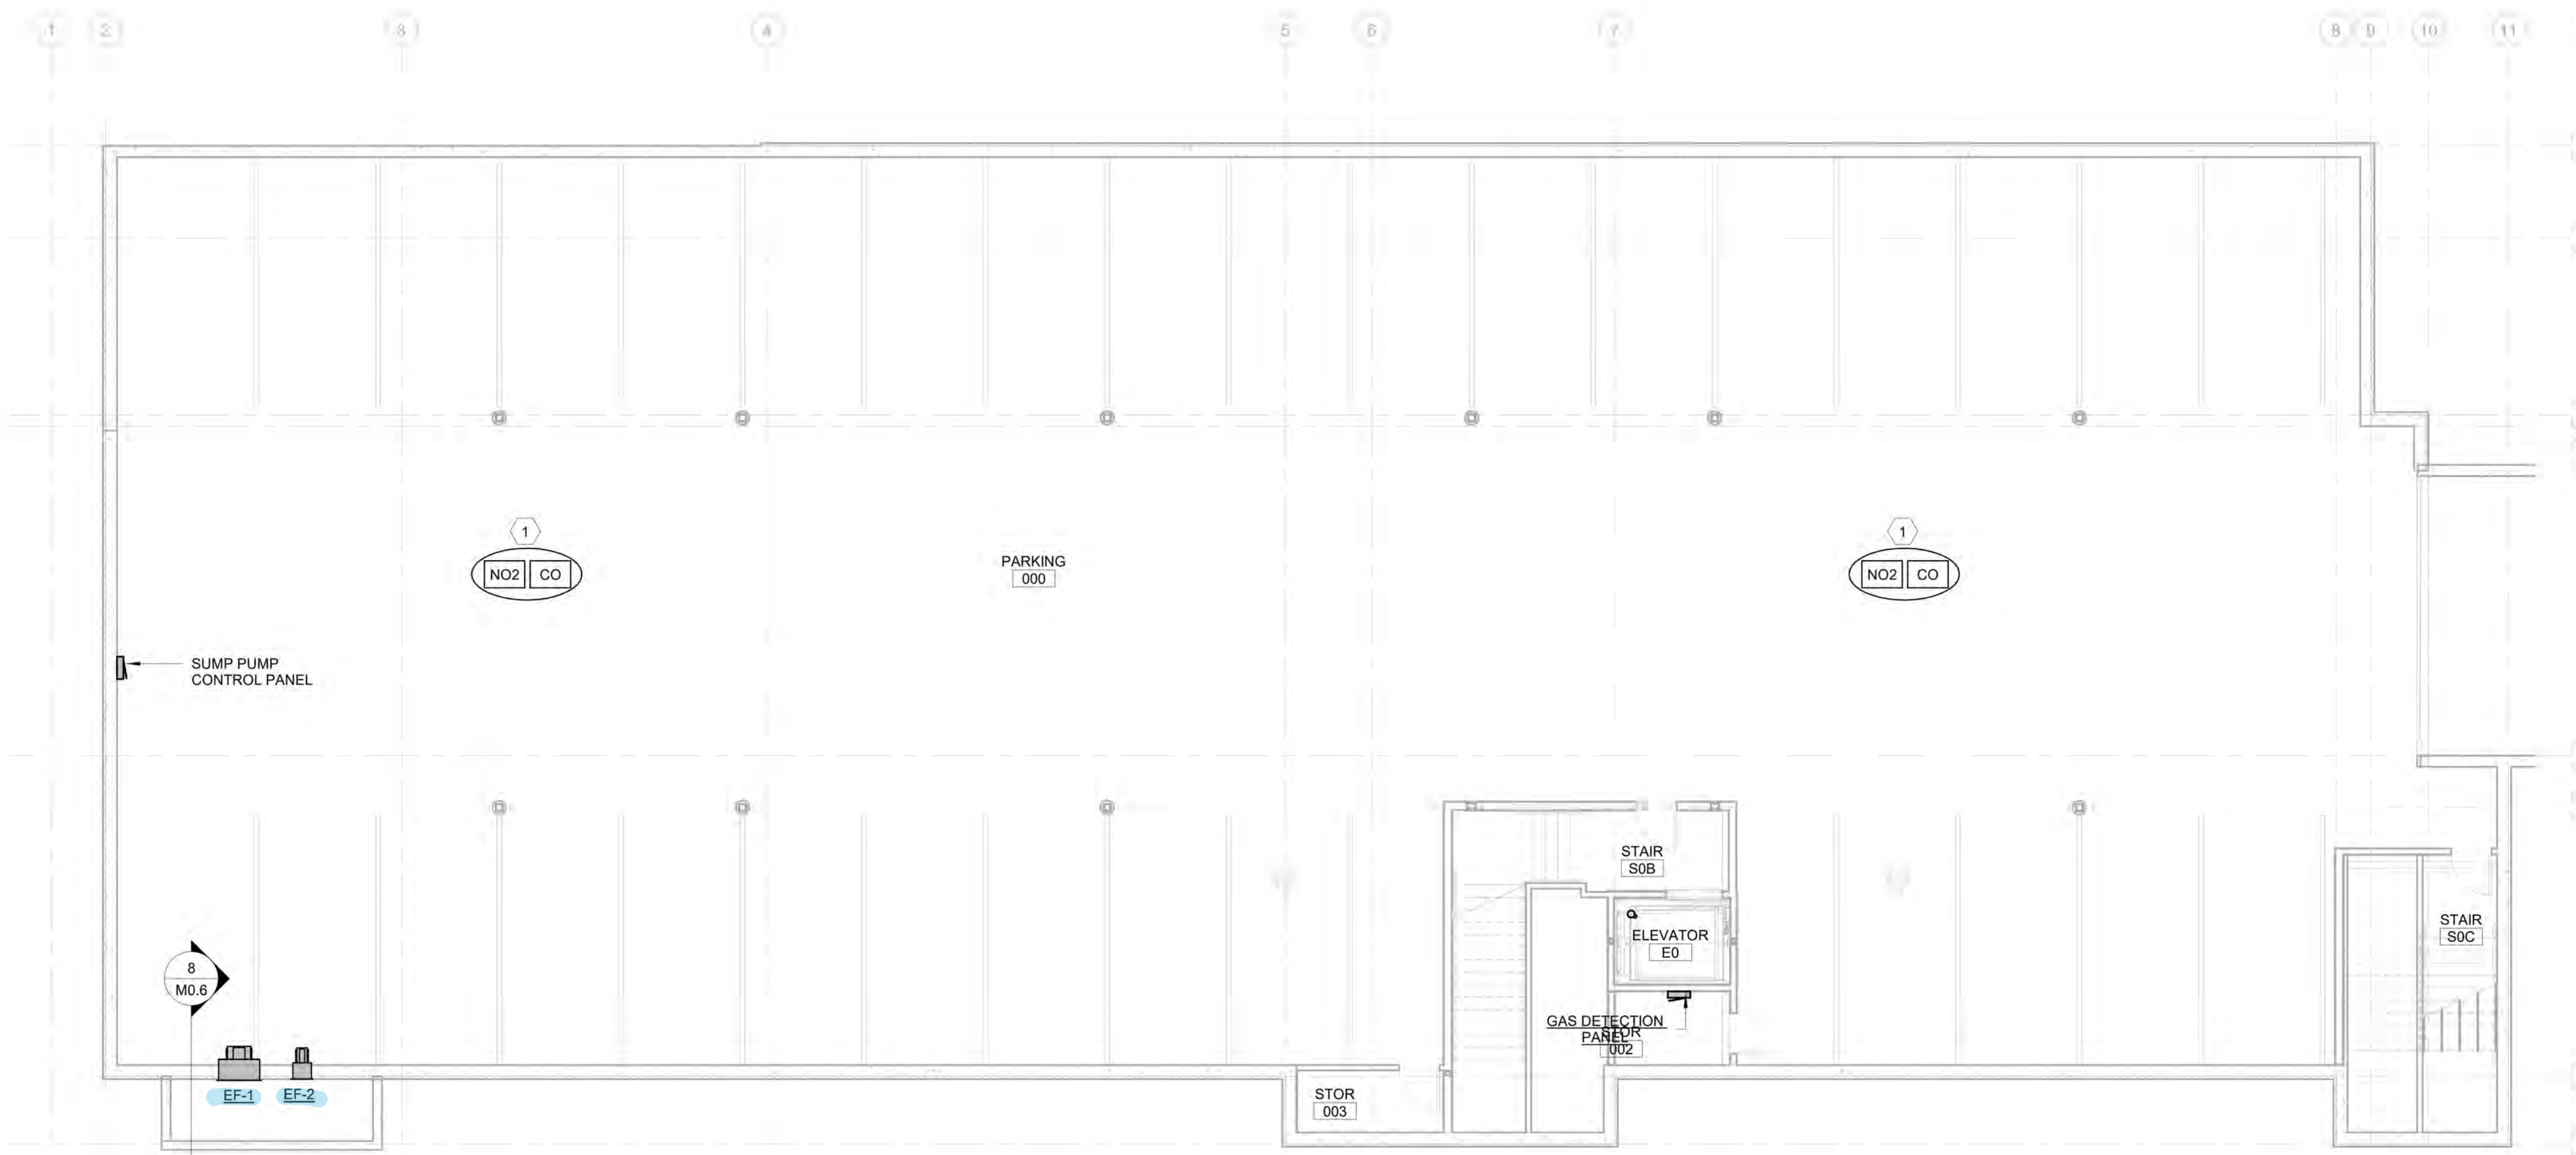 1 2 3 4 5 6 7 8 9 10 11
1
NO2 CO
PARKING
000
1
NO2 CO
SUMP PUMP
CONTROL PANEL
STAIR
S0B
ELEVATOR
E0
STAIR
S0C
8
M0.6
GAS DETECTION
PANEL
STOR
002
EF-1
EF-2
STOR
003